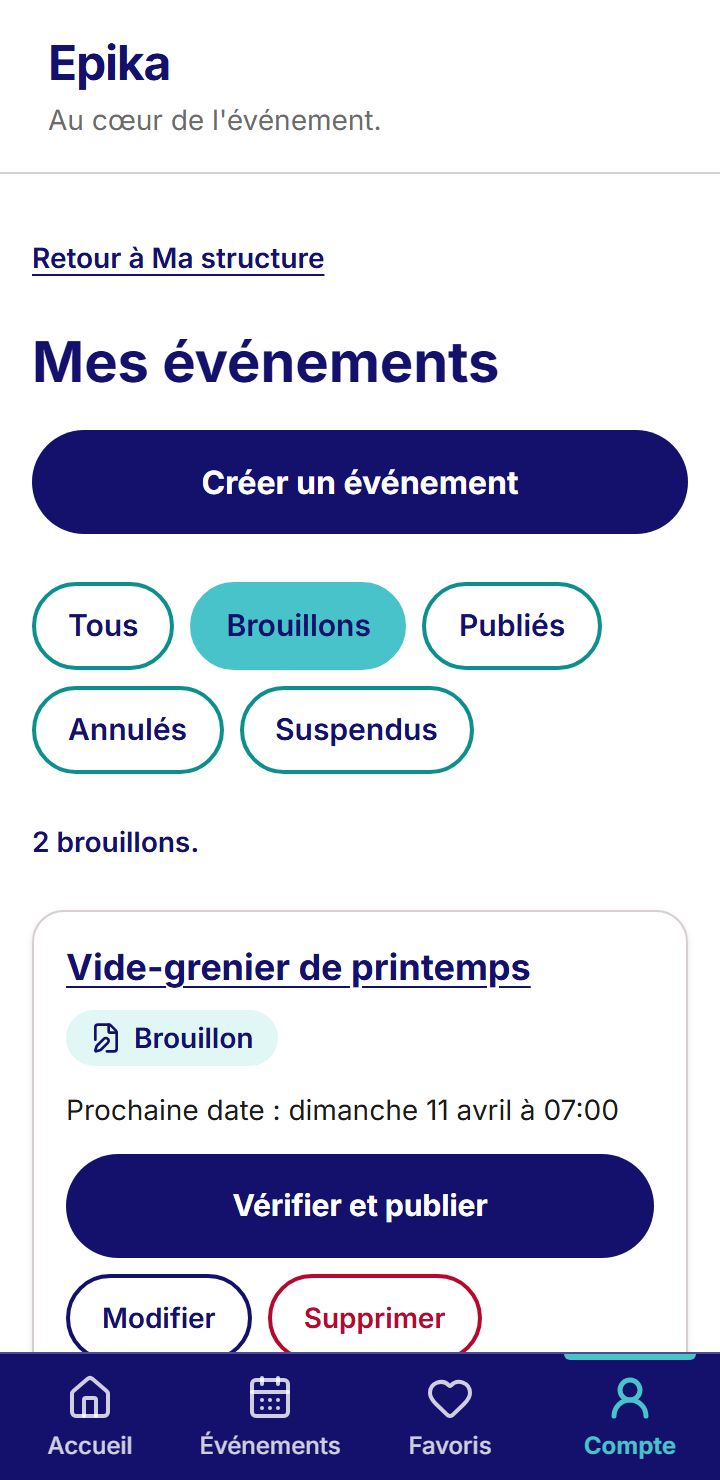 Epika
Au cœur de l'événement.
Retour à Ma structure
Mes événements
Créer un événement
Tous
Brouillons
Publiés
Annulés
Suspendus
2 brouillons.
Vide-grenier de printemps
Brouillon
Prochaine date : dimanche 11 avril à 07:00
Vérifier et publier
Modifier
Supprimer
Accueil
Événements
Favoris
Compte